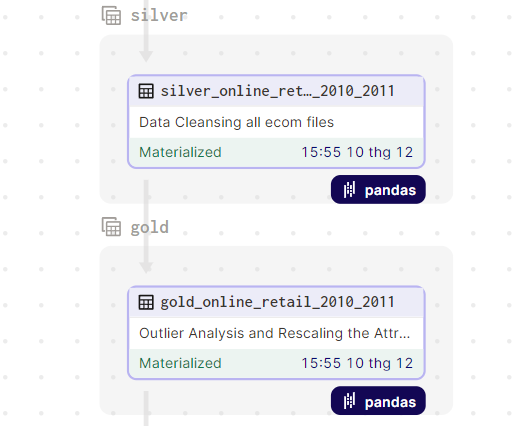 silver
silver_online_ret…_2010_2011
Data Cleansing all ecom files
Materialized 15:55 10 thg 12
pandas
gold
gold_online_retail_2010_2011
Outlier Analysis and Rescaling the Attr...
Materialized 15:55 10 thg 12
pandas